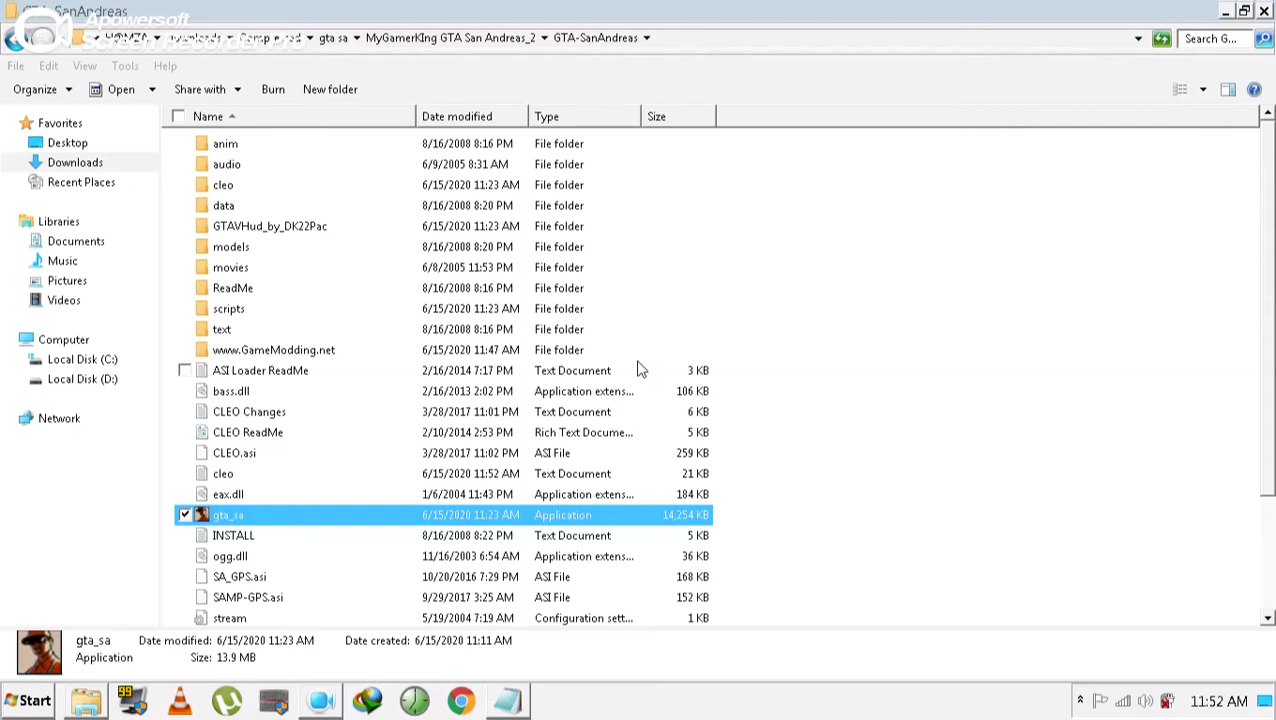 GTA-SanAndreas
Apowersoft
Screen Recorder Pro
gta sa ▸ MyGamerKIng GTA San Andreas_2 ▸ GTA-SanAndreas
Search G...
File Edit View Tools Help
Organize Open Share with Burn New folder
Name Date modified Type Size
Favorites
Desktop
Downloads
Recent Places
Libraries
Documents
Music
Pictures
Videos
Computer
Local Disk (C:)
Local Disk (D:)
Network
anim 8/16/2008 8:16 PM File folder
audio 6/9/2005 8:31 AM File folder
cleo 6/15/2020 11:23 AM File folder
data 8/16/2008 8:20 PM File folder
GTAVHud_by_DK22Pac 6/15/2020 11:23 AM File folder
models 8/16/2008 8:20 PM File folder
movies 6/8/2005 11:53 PM File folder
ReadMe 8/16/2008 8:16 PM File folder
scripts 6/15/2020 11:23 AM File folder
text 8/16/2008 8:16 PM File folder
www.GameModding.net 6/15/2020 11:47 AM File folder
ASI Loader ReadMe 2/16/2014 7:17 PM Text Document 3 KB
bass.dll 2/16/2013 2:02 PM Application extens... 106 KB
CLEO Changes 3/28/2017 11:01 PM Text Document 6 KB
CLEO ReadMe 2/10/2014 2:53 PM Rich Text Docume... 5 KB
CLEO.asi 3/28/2017 11:02 PM ASI File 259 KB
cleo 6/15/2020 11:52 AM Text Document 21 KB
eax.dll 1/6/2004 11:43 PM Application extens... 184 KB
gta_sa 6/15/2020 11:23 AM Application 14,254 KB
INSTALL 8/16/2008 8:22 PM Text Document 5 KB
ogg.dll 11/16/2003 6:54 AM Application extens... 36 KB
SA_GPS.asi 10/20/2016 7:29 PM ASI File 168 KB
SAMP-GPS.asi 9/29/2017 3:25 AM ASI File 152 KB
stream 5/19/2004 7:19 AM Configuration sett... 1 KB
gta_sa Date modified: 6/15/2020 11:23 AM Date created: 6/15/2020 11:11 AM
Application Size: 13.9 MB
Start 99 11:52 AM